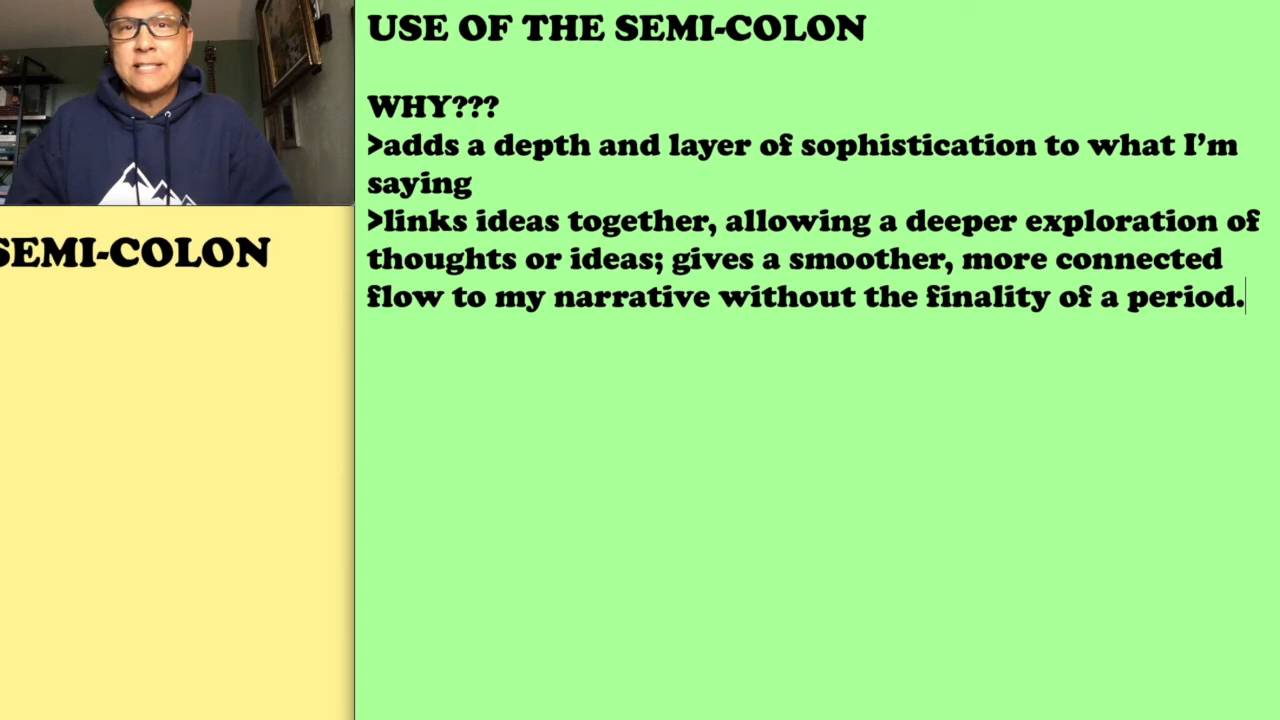 USE OF THE SEMI-COLON
WHY???
>adds a depth and layer of sophistication to what I’m
saying
>links ideas together, allowing a deeper exploration of
thoughts or ideas; gives a smoother, more connected
flow to my narrative without the finality of a period.
SEMI-COLON